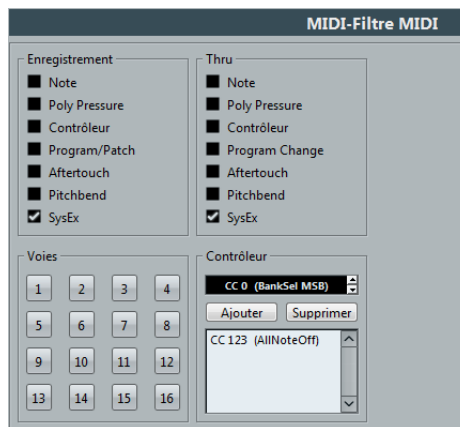 MIDI-Filtre MIDI
Enregistrement
Note
Poly Pressure
Contrôleur
Program/Patch
Aftertouch
Pitchbend
SysEx
Thru
Note
Poly Pressure
Contrôleur
Program Change
Aftertouch
Pitchbend
SysEx
Voies
1 2 3 4
5 6 7 8
9 10 11 12
13 14 15 16
Contrôleur
CC 0 (BankSel MSB)
Ajouter Supprimer
CC 123 (AllNoteOff)